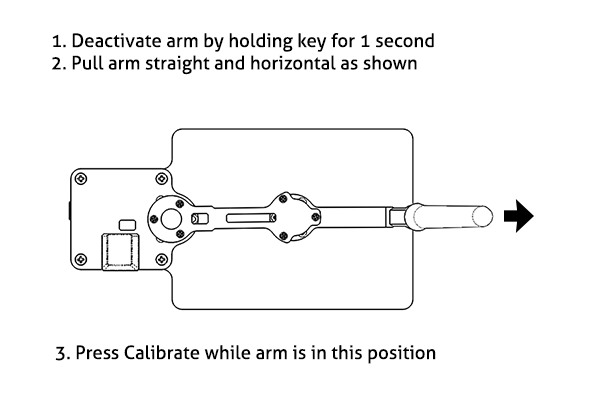 1. Deactivate arm by holding key for 1 second
2. Pull arm straight and horizontal as shown
3. Press Calibrate while arm is in this position